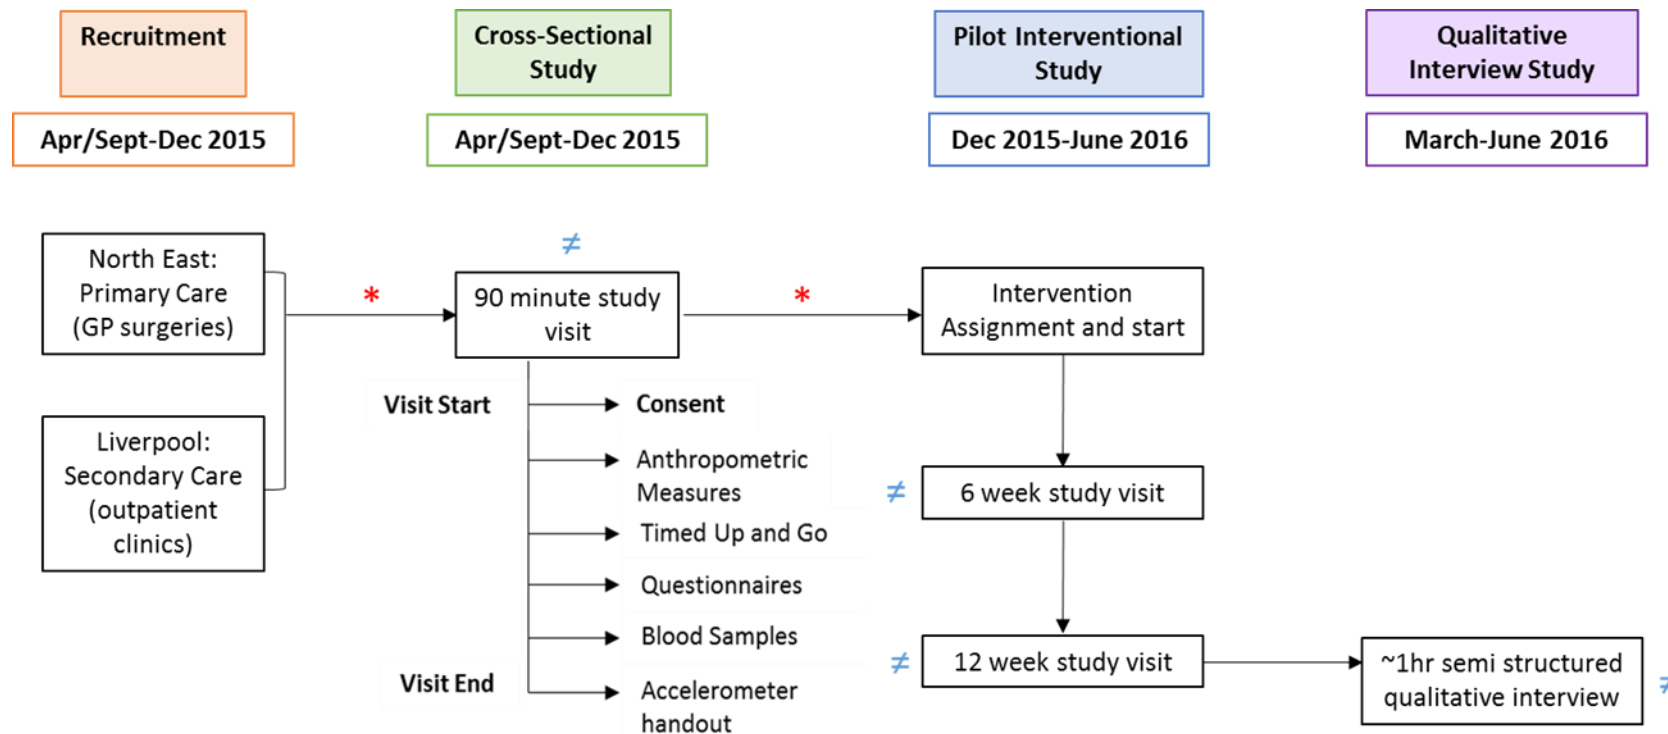 Recruitment
Cross-Sectional
Study
Pilot Interventional
Study
Qualitative
Interview Study
Apr/Sept-Dec 2015
Apr/Sept-Dec 2015
Dec 2015-June 2016
March-June 2016
North East:
Primary Care
(GP surgeries)
Liverpool:
Secondary Care
(outpatient
clinics)
*
≠
90 minute study
visit
*
Visit Start
Consent
Anthropometric
Measures
Timed Up and Go
Questionnaires
Blood Samples
Visit End
Accelerometer
handout
Intervention
Assignment and start
≠
6 week study visit
≠
12 week study visit
~1hr semi structured
qualitative interview
≠